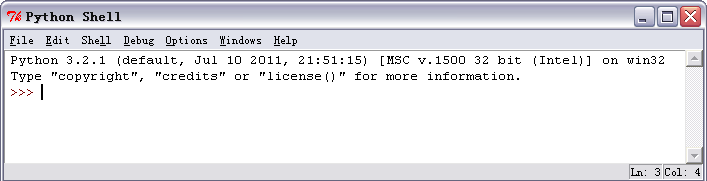 Python Shell
File Edit Shell Debug Options Windows Help
Python 3.2.1 (default, Jul 10 2011, 21:51:15) [MSC v.1500 32 bit (Intel)] on win32
Type "copyright", "credits" or "license()" for more information.
>>>
Ln: 3 Col: 4